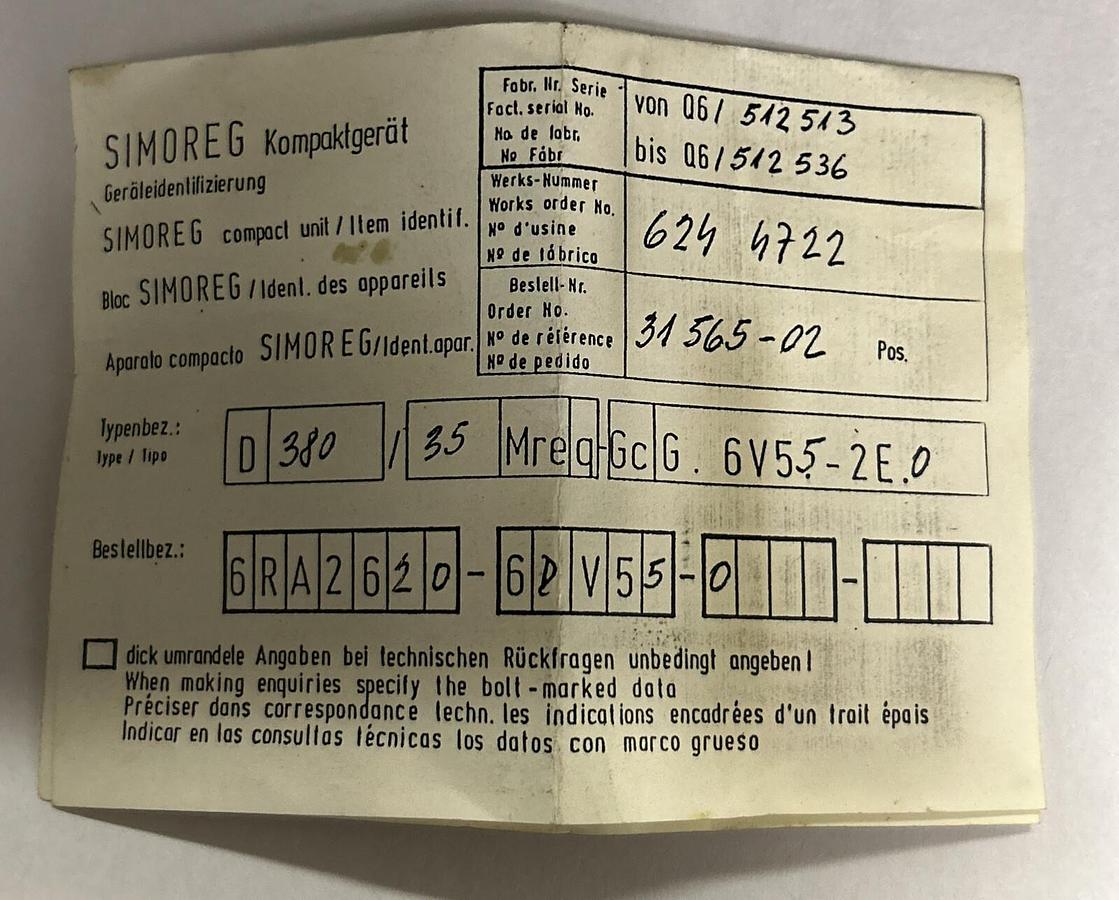 SIMOREG Kompaktgerät
Geräteidentifizierung
SIMOREG compact unit / Item identif.
Bloc SIMOREG / Ident. des appareils
Aparato compacto SIMOREG/Ident.apar.
Fabr. Nr. Serie -
Fact. serial No.
No. de fabr.
No Fábr
von Q6/ 512513
bis Q6/512 536
Werks-Nummer
Works order No.
Nº d'usine
Nº de fábrica
624 4722
Bestell-Nr.
Order No.
Nº de référence
Nº de pedido
31 565-02 Pos.
Typenbez.:
Type / Tipo
D 380 / 35 Mreq-GcG. 6V55-2E.0
Bestellbez.:
6RA2620-6DV55-0 -
dick umrandele Angaben bei technischen Rückfragen unbedingt angeben!
When making enquiries specify the bolt-marked data
Préciser dans correspondance techn. les indications encadrées d'un trait épais
Indicar en las consultas técnicas los datos con marco grueso